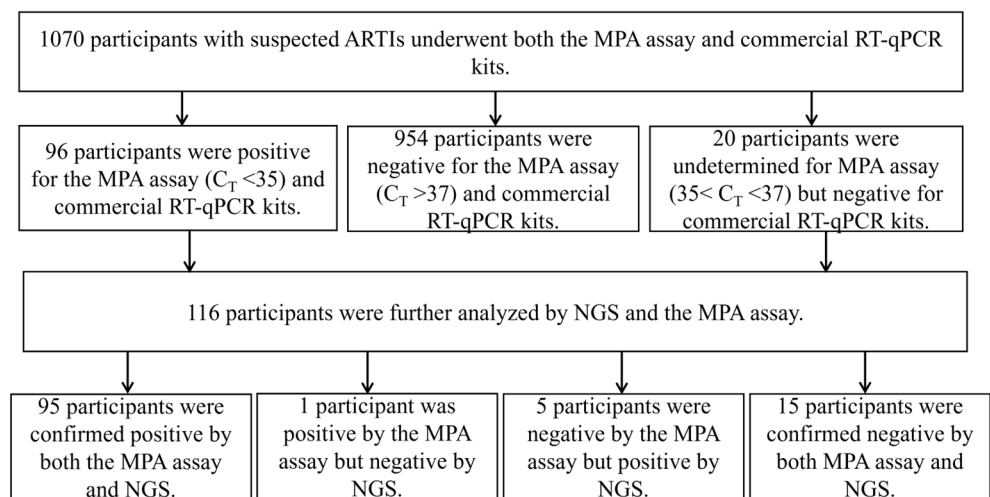 1070 participants with suspected ARTIs underwent both the MPA assay and commercial RT-qPCR
kits.
96 participants were positive
for the MPA assay (C_T <35) and
commercial RT-qPCR kits.
954 participants were
negative for the MPA assay
(C_T >37) and commercial
RT-qPCR kits.
20 participants were
undetermined for MPA assay
(35< C_T <37) but negative for
commercial RT-qPCR kits.
116 participants were further analyzed by NGS and the MPA assay.
95 participants were
confirmed positive by
both the MPA assay
and NGS.
1 participant was
positive by the MPA
assay but negative by
NGS.
5 participants were
negative by the MPA
assay but positive by
NGS.
15 participants were
confirmed negative by
both MPA assay and
NGS.